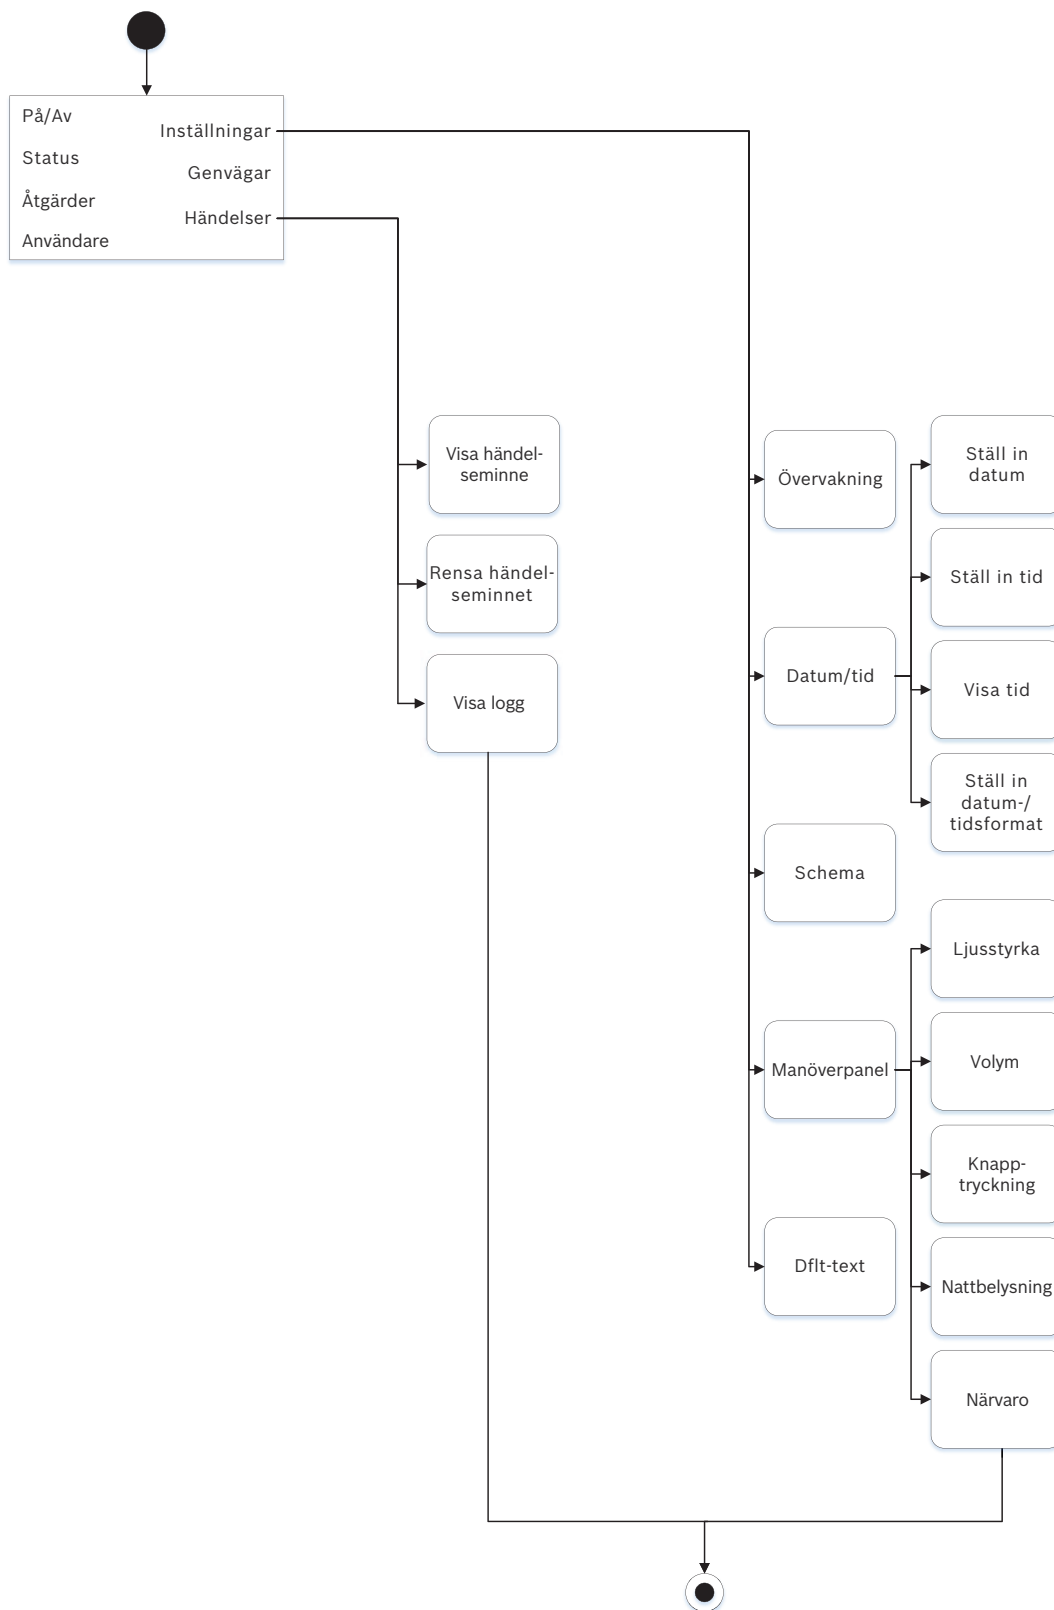 På/Av
Status
Åtgärder
Användare
Inställningar
Genvägar
Händelser
Visa händel-
seminne
Rensa händel-
seminnet
Visa logg
Övervakning
Datum/tid
Schema
Manöverpanel
Dflt-text
Ställ in
datum
Ställ in tid
Visa tid
Ställ in
datum-/
tidsformat
Ljusstyrka
Volym
Knapp-
tryckning
Nattbelysning
Närvaro